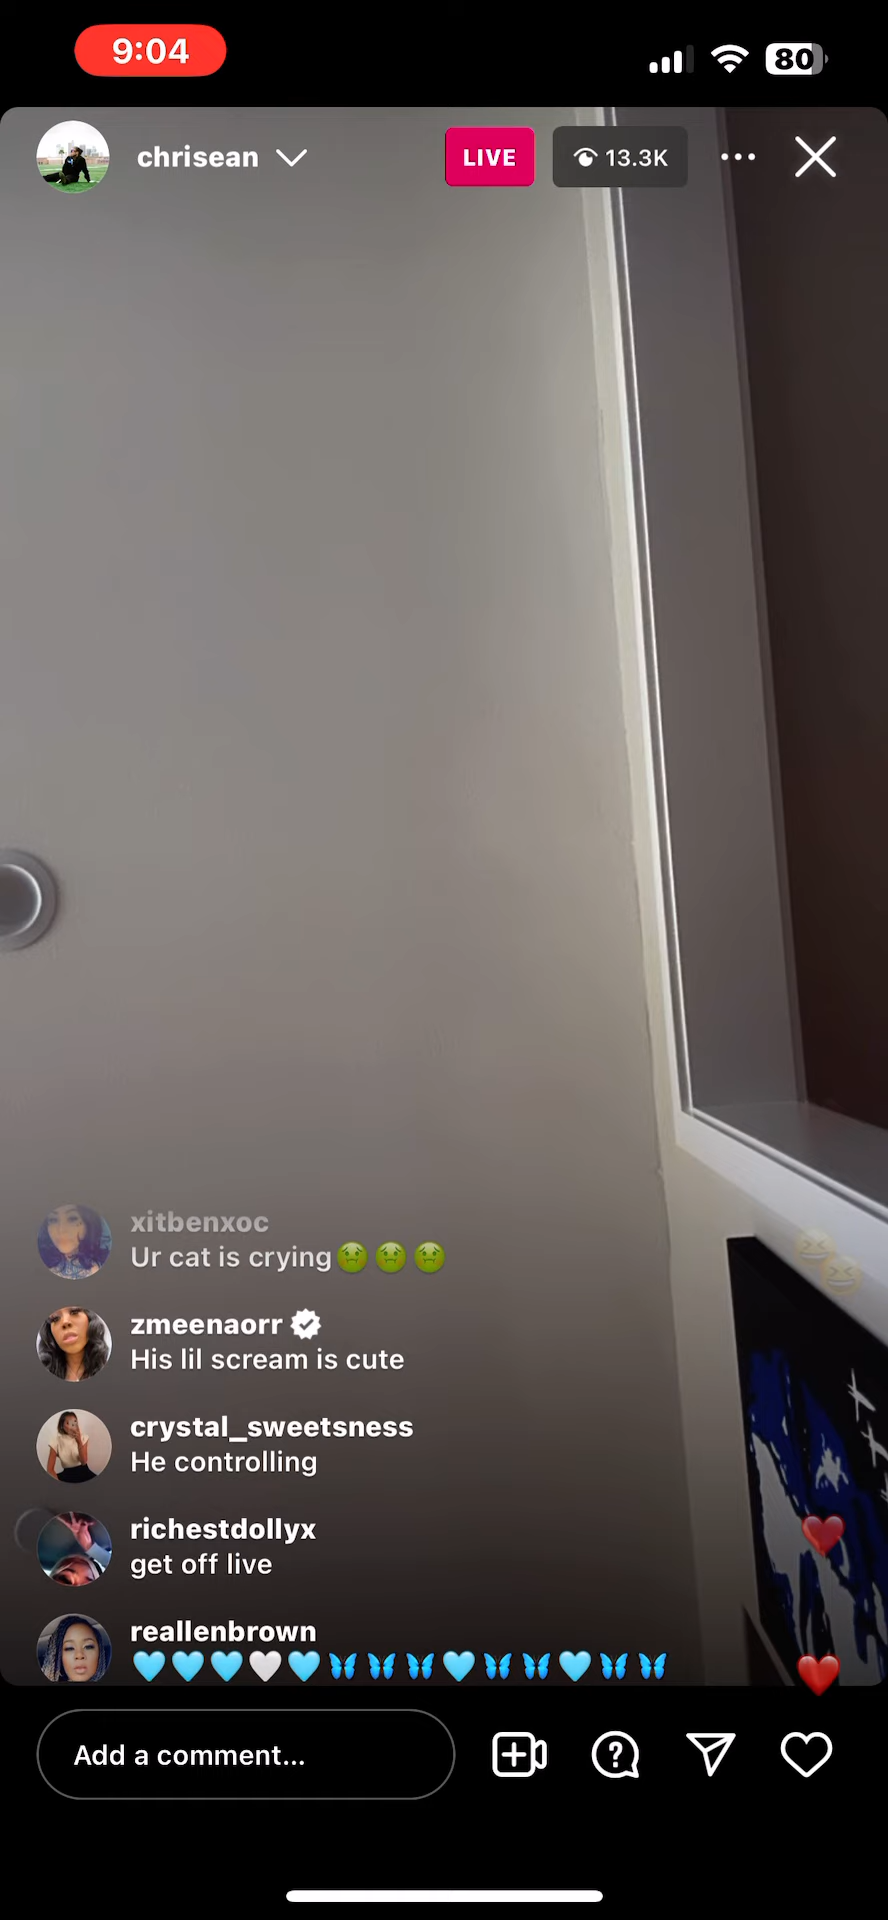 9:04
80
chrisean
LIVE
13.3K
xitbenxoc
Ur cat is crying🤢🤢🤢
zmeenaorr
His lil scream is cute
crystal_sweetsness
He controlling
richestdollyx
get off live
reallenbrown
🩵🩵🩵🤍🩵🦋🦋🦋🩵🦋🦋🩵🦋🦋
Add a comment...